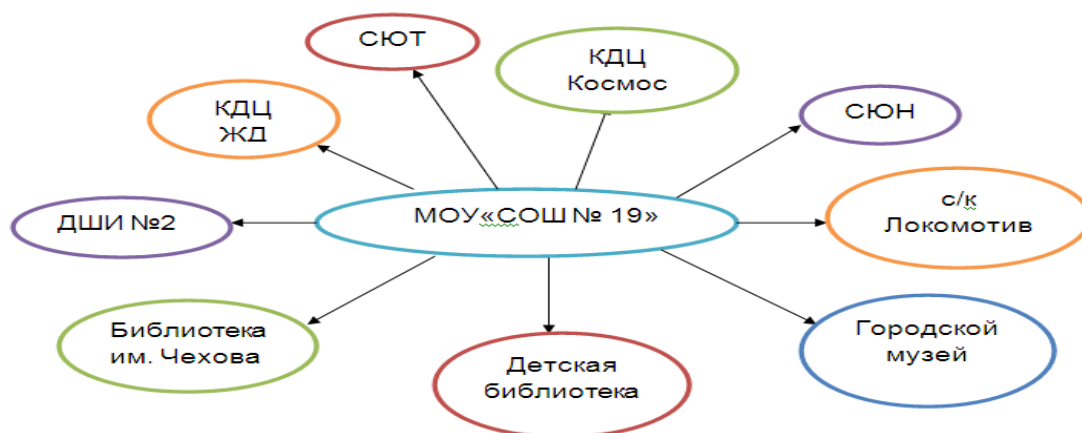 СЮТ
КДЦ
Космос
КДЦ
ЖД
СЮН
МОУ«СОШ № 19»
с/к
Локомотив
ДШИ №2
Библиотека
им. Чехова
Детская
библиотека
Городской
музей